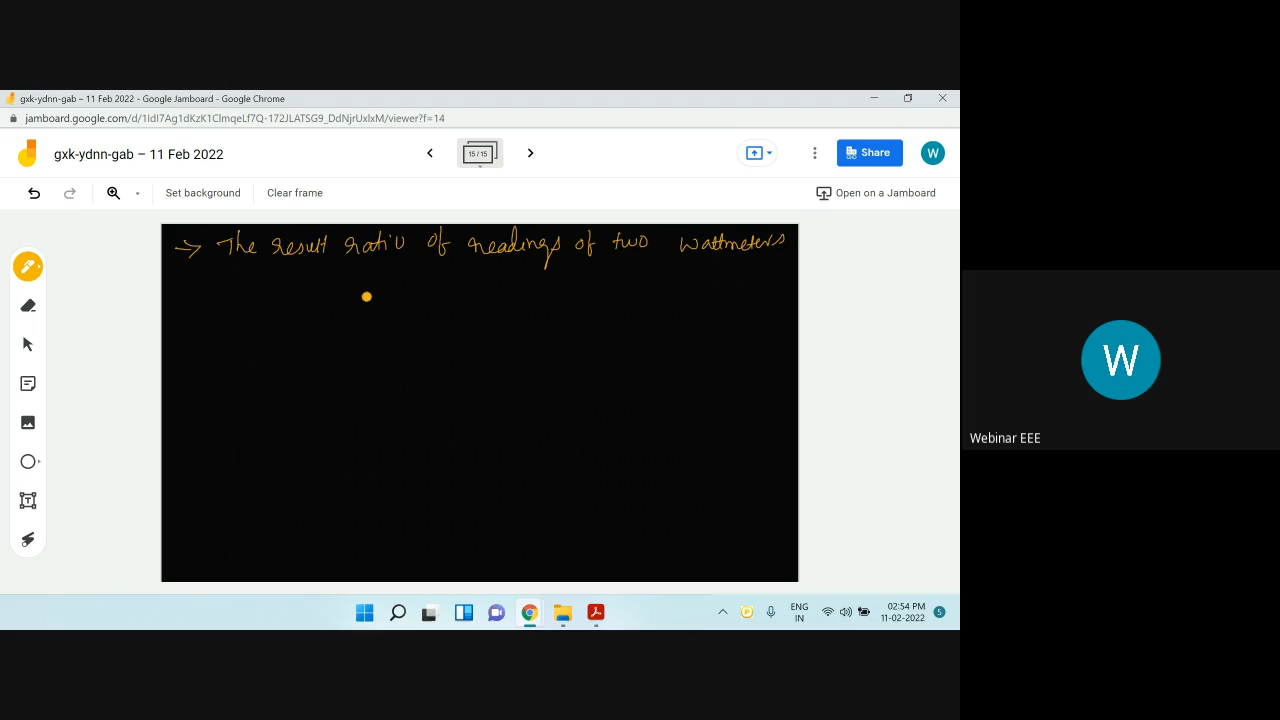 gxk-ydnn-gab – 11 Feb 2022 - Google Jamboard - Google Chrome
jamboard.google.com/d/1IdI7Ag1dKzK1ClmqeLf7Q-172JLATSG9_DdNjrUxlxM/viewer?f=14
gxk-ydnn-gab – 11 Feb 2022
15 / 15
Share
W
Set background
Clear frame
Open on a Jamboard
→ The result ratio of readings of two wattmeters
W
Webinar EEE
ENG
IN
02:54 PM
11-02-2022
5